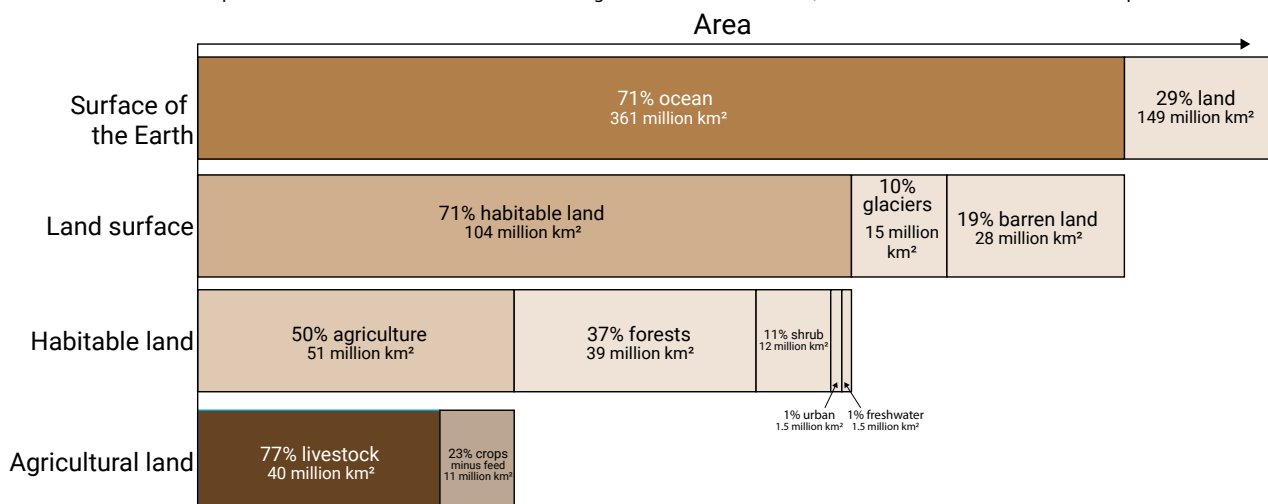 Area
Surface of
the Earth
71% ocean
361 million km²
29% land
149 million km²
Land surface
71% habitable land
104 million km²
10%
glaciers
15 million
km²
19% barren land
28 million km²
Habitable land
50% agriculture
51 million km²
37% forests
39 million km²
11% shrub
12 million km²
1% urban
1.5 million km²
1% freshwater
1.5 million km²
Agricultural land
77% livestock
40 million km²
23% crops
minus feed
11 million km²